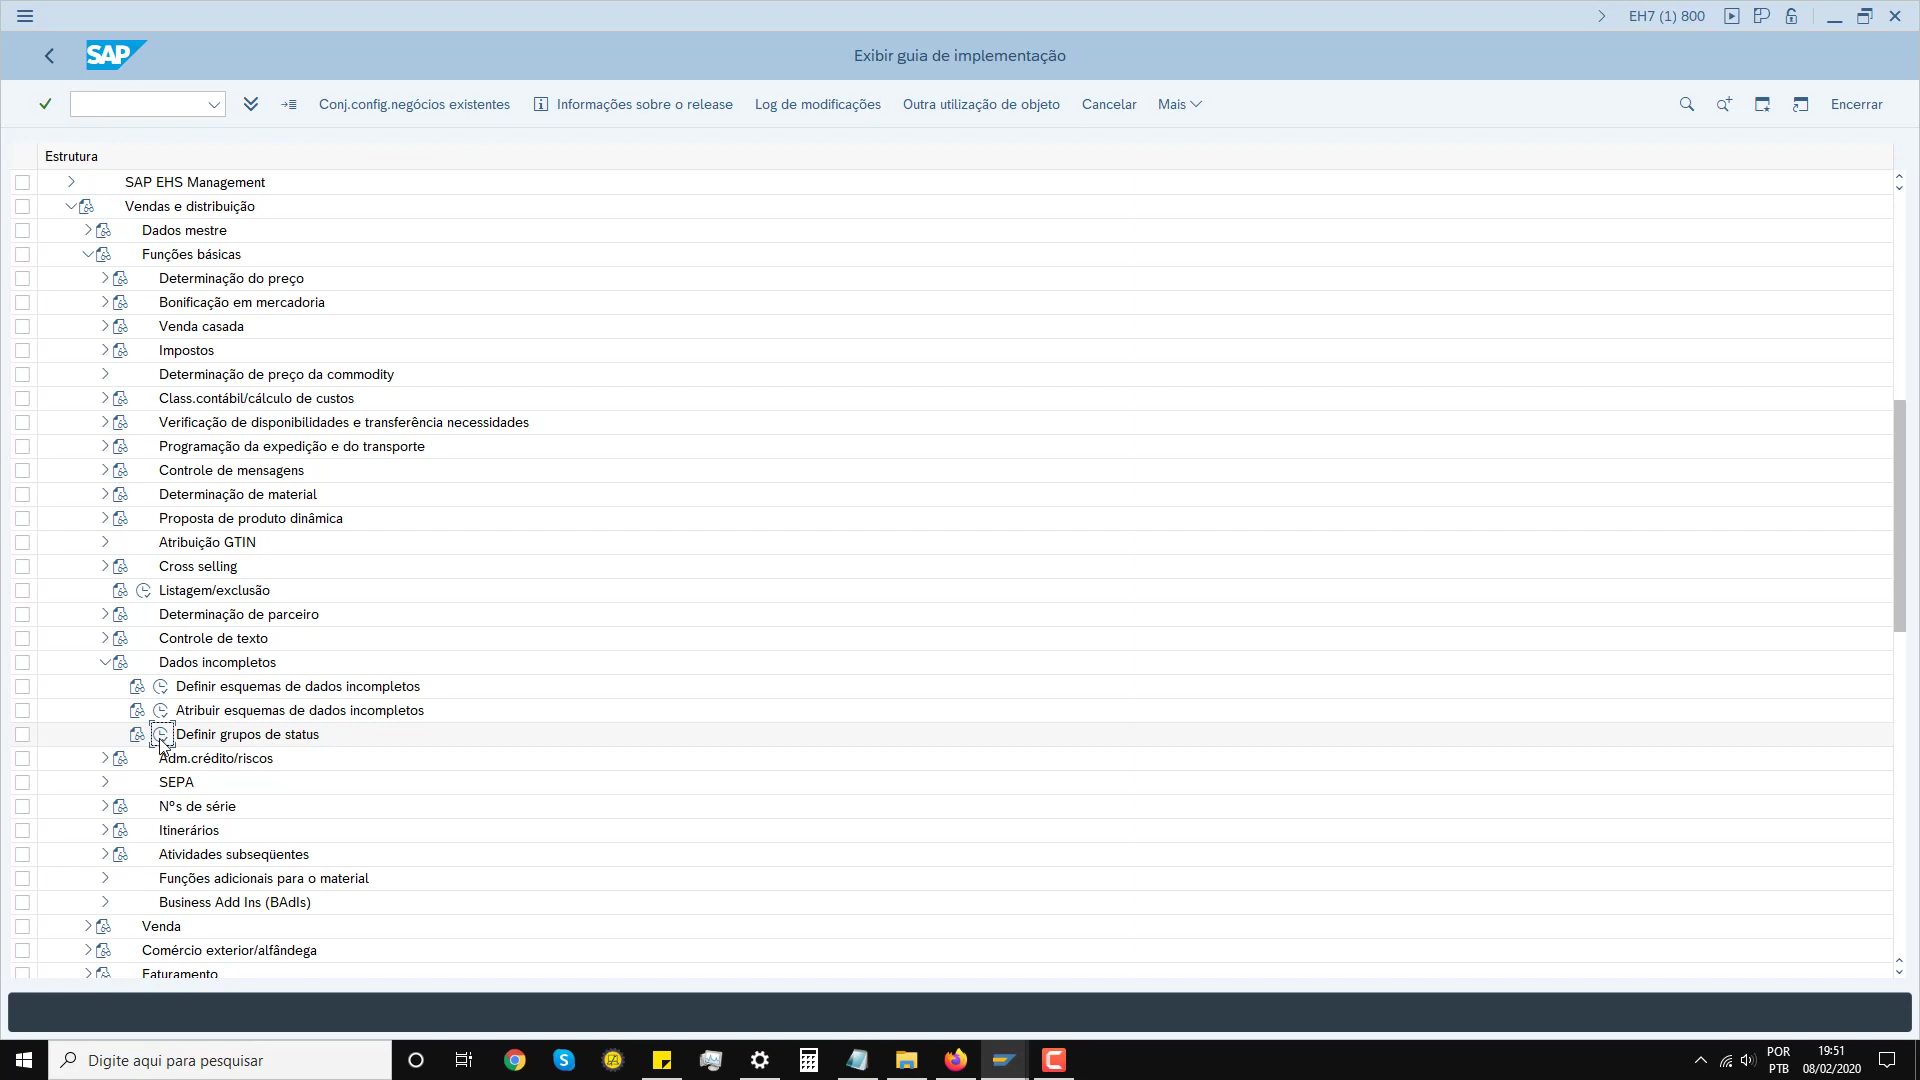 EH7 (1) 800
SAP
Exibir guia de implementação
Conj.config.negócios existentes
Informações sobre o release
Log de modificações
Outra utilização de objeto
Cancelar
Mais
Encerrar
Estrutura
SAP EHS Management
Vendas e distribuição
Dados mestre
Funções básicas
Determinação do preço
Bonificação em mercadoria
Venda casada
Impostos
Determinação de preço da commodity
Class.contábil/cálculo de custos
Verificação de disponibilidades e transferência necessidades
Programação da expedição e do transporte
Controle de mensagens
Determinação de material
Proposta de produto dinâmica
Atribuição GTIN
Cross selling
Listagem/exclusão
Determinação de parceiro
Controle de texto
Dados incompletos
Definir esquemas de dados incompletos
Atribuir esquemas de dados incompletos
Definir grupos de status
Adm.crédito/riscos
SEPA
Nºs de série
Itinerários
Atividades subseqüentes
Funções adicionais para o material
Business Add Ins (BAdIs)
Venda
Comércio exterior/alfândega
Faturamento
Digite aqui para pesquisar
POR
PTB
19:51
08/02/2020